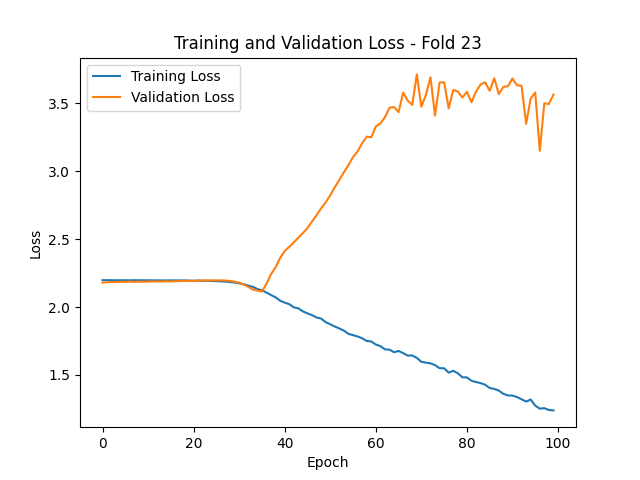 Training and Validation Loss - Fold 23
Training Loss
Validation Loss
3.5
3.0
2.5
2.0
1.5
Loss
0 20 40 60 80 100
Epoch